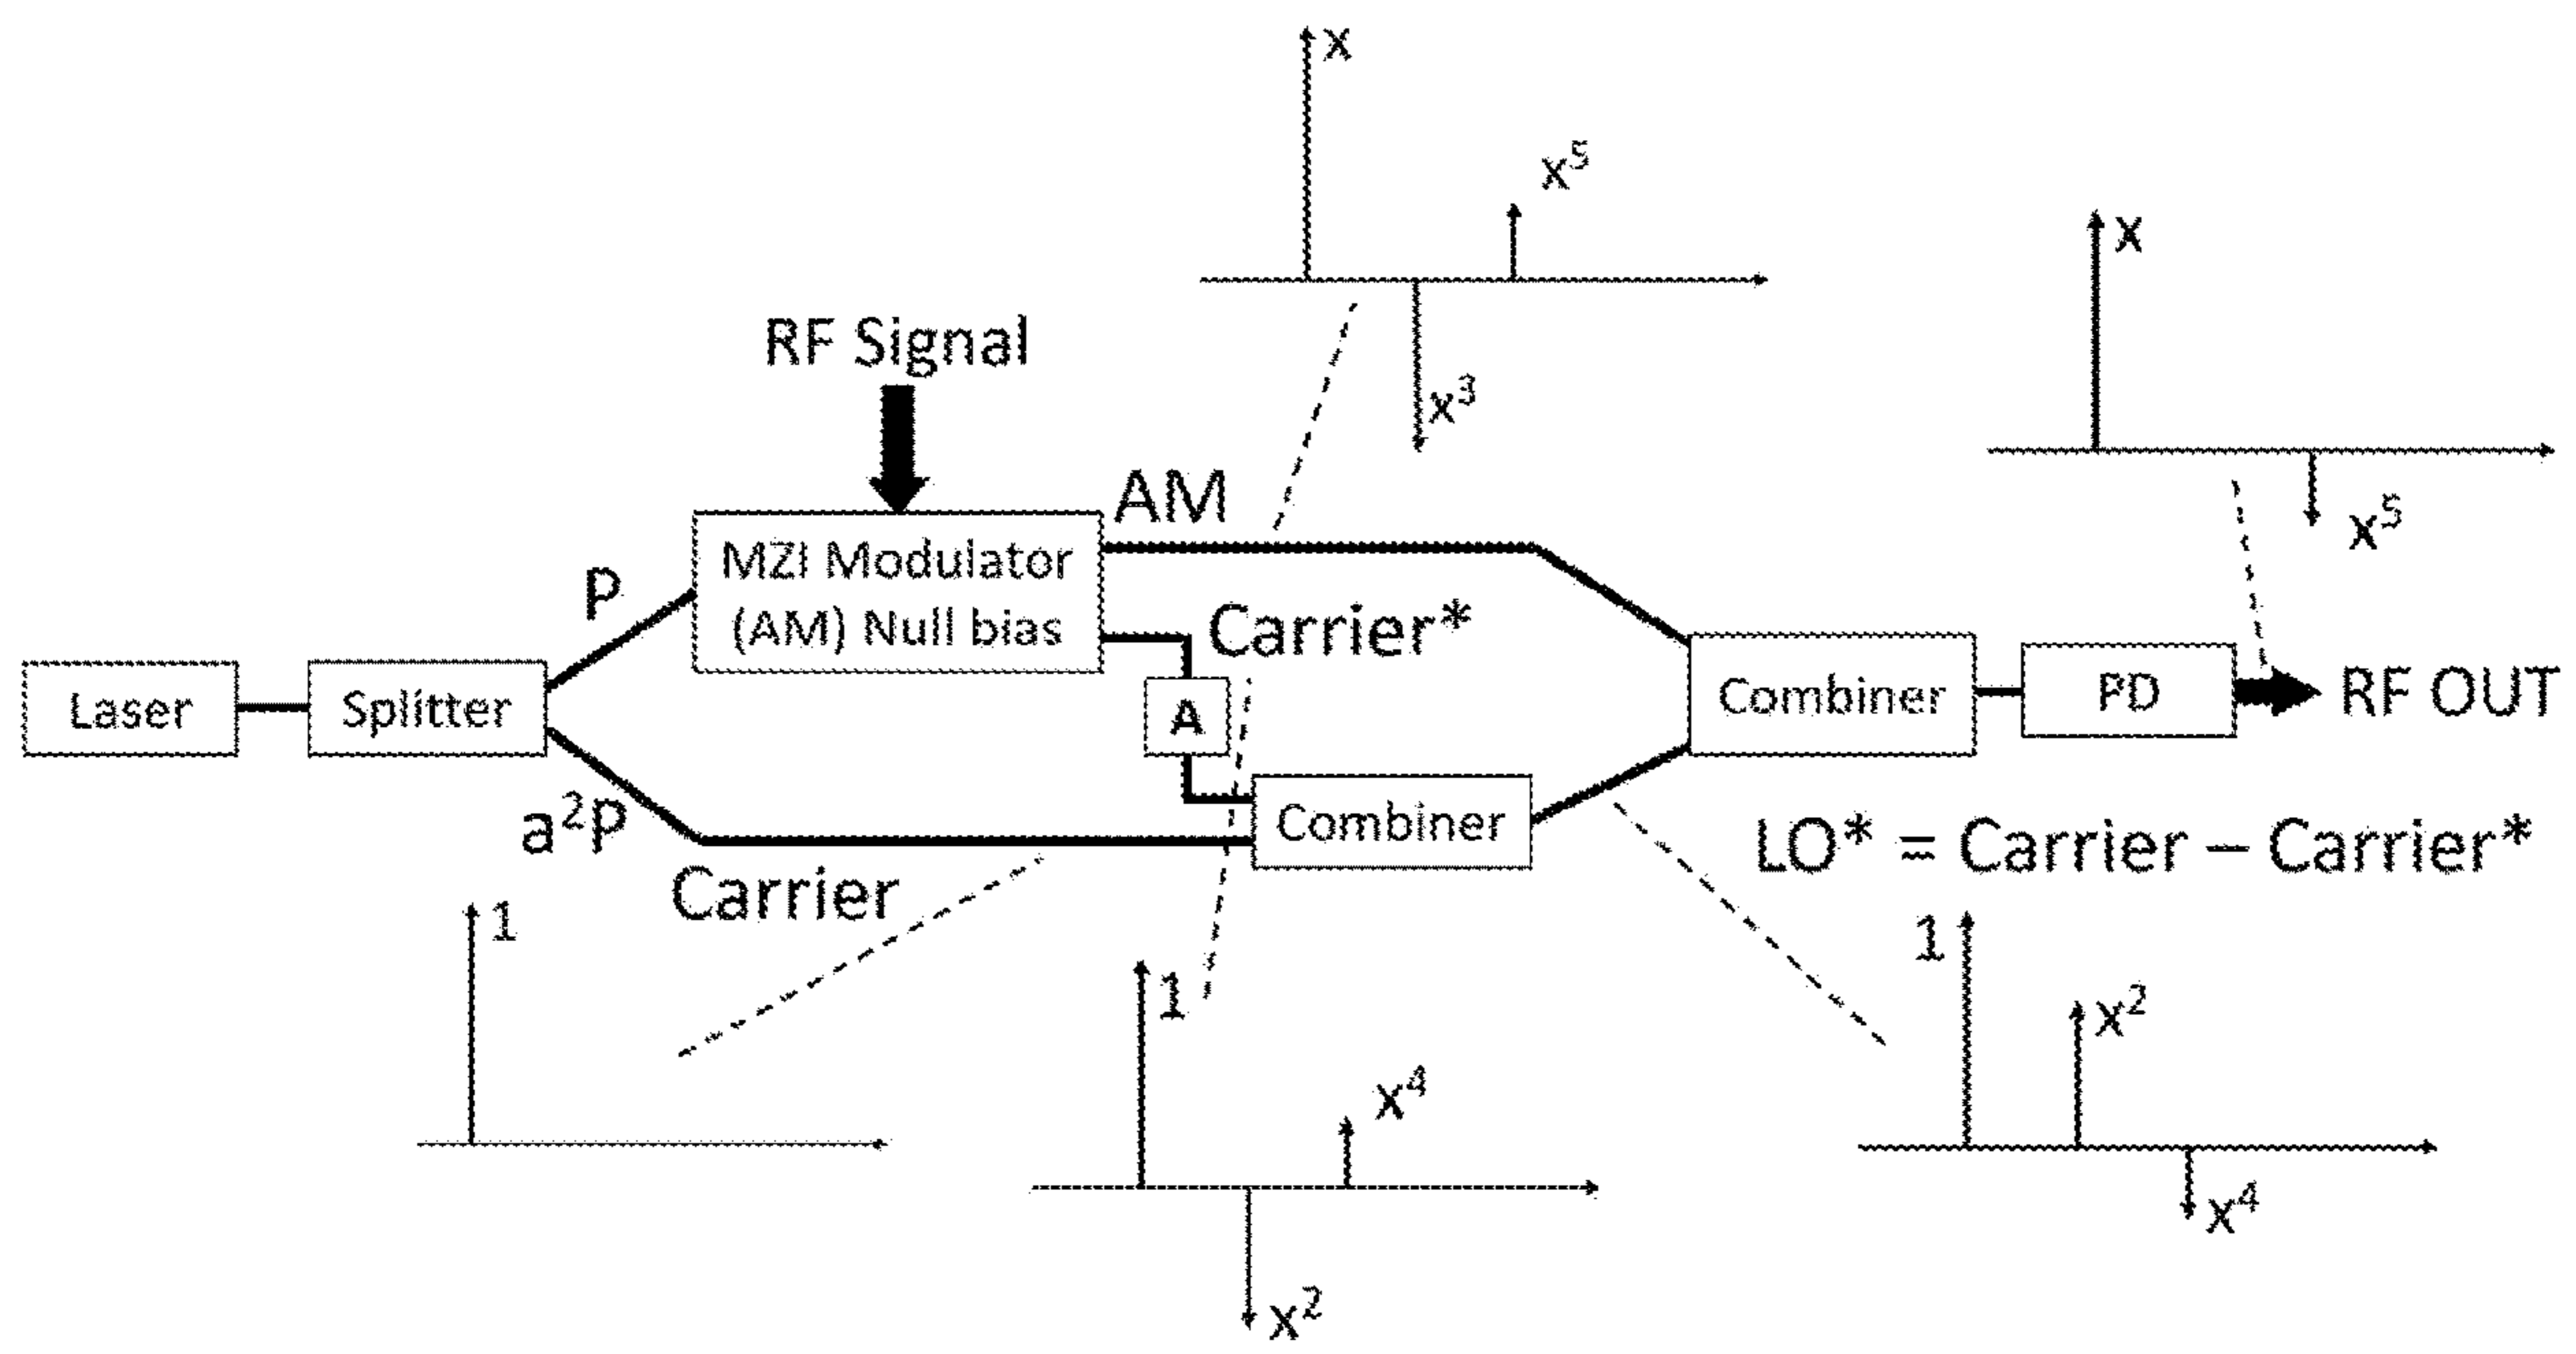 x
x⁵
x³
x
x⁵
RF Signal
AM
MZI Modulator
(AM) Null bias
P
Carrier*
Laser
Splitter
A
Combiner
PD
RF OUT
a²P
Combiner
Carrier
LO* = Carrier – Carrier*
1
1
x²
x⁴
1
x²
x⁴